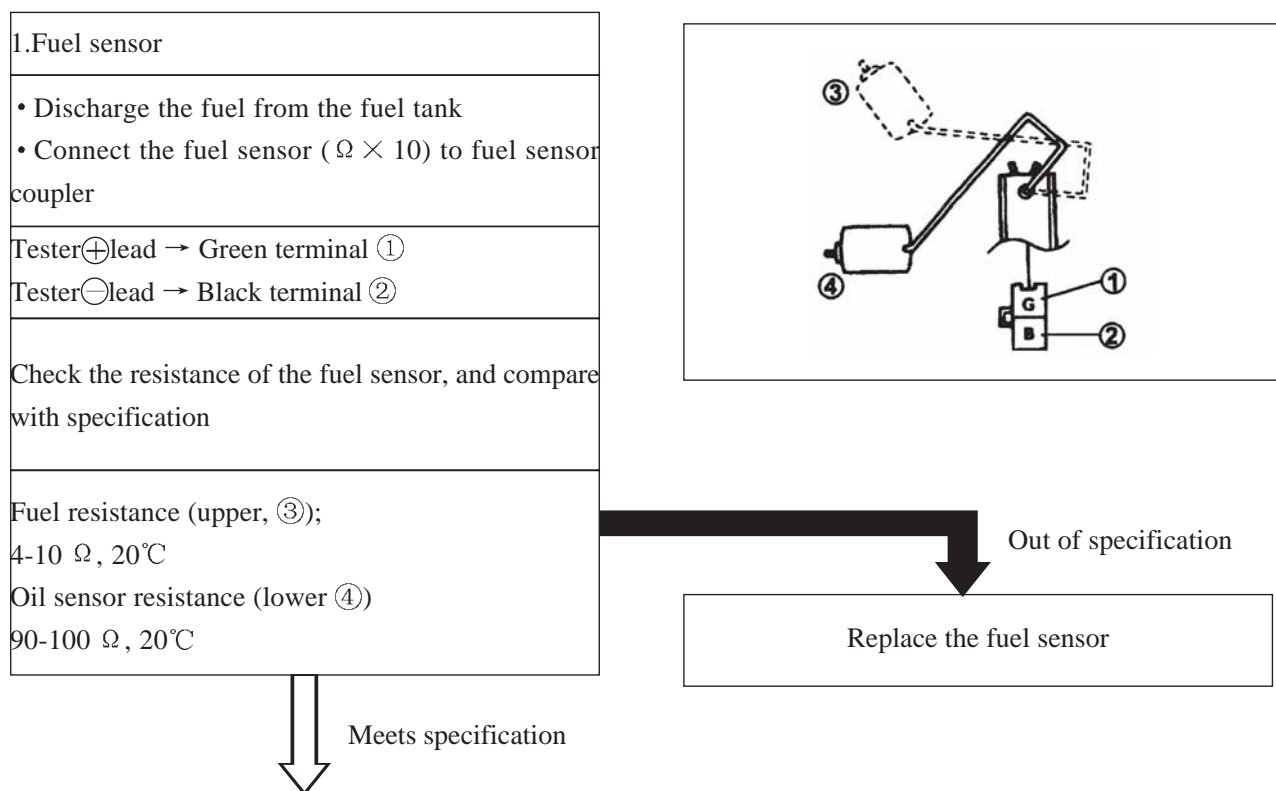 1.Fuel sensor
• Discharge the fuel from the fuel tank
• Connect the fuel sensor ( Ω × 10) to fuel sensor
coupler
Tester⊕lead → Green terminal ①
Tester⊖lead → Black terminal ②
Check the resistance of the fuel sensor, and compare
with specification
Fuel resistance (upper, ③);
4-10 Ω , 20℃
Oil sensor resistance (lower ④)
90-100 Ω , 20℃
Meets specification
③
④
G
①
B
②
Out of specification
Replace the fuel sensor